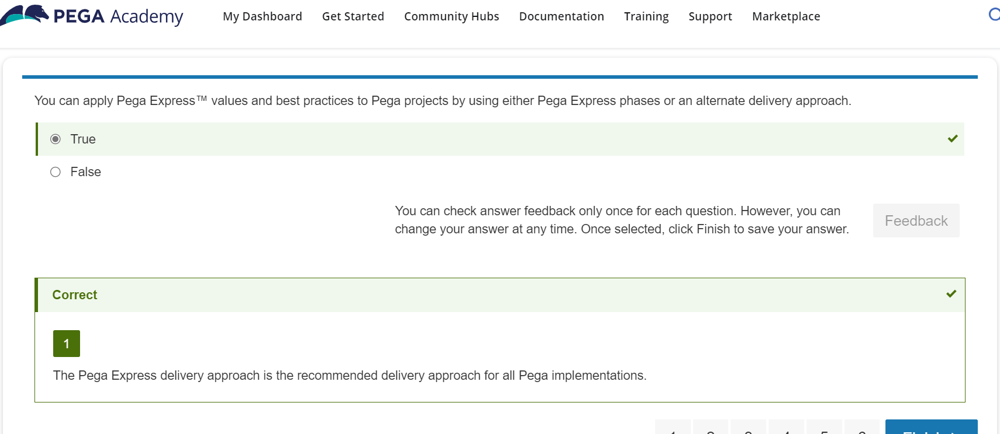 PEGA Academy
My Dashboard Get Started Community Hubs Documentation Training Support Marketplace
You can apply Pega Express™ values and best practices to Pega projects by using either Pega Express phases or an alternate delivery approach.
True
False
You can check answer feedback only once for each question. However, you can
change your answer at any time. Once selected, click Finish to save your answer.
Feedback
Correct
1
The Pega Express delivery approach is the recommended delivery approach for all Pega implementations.